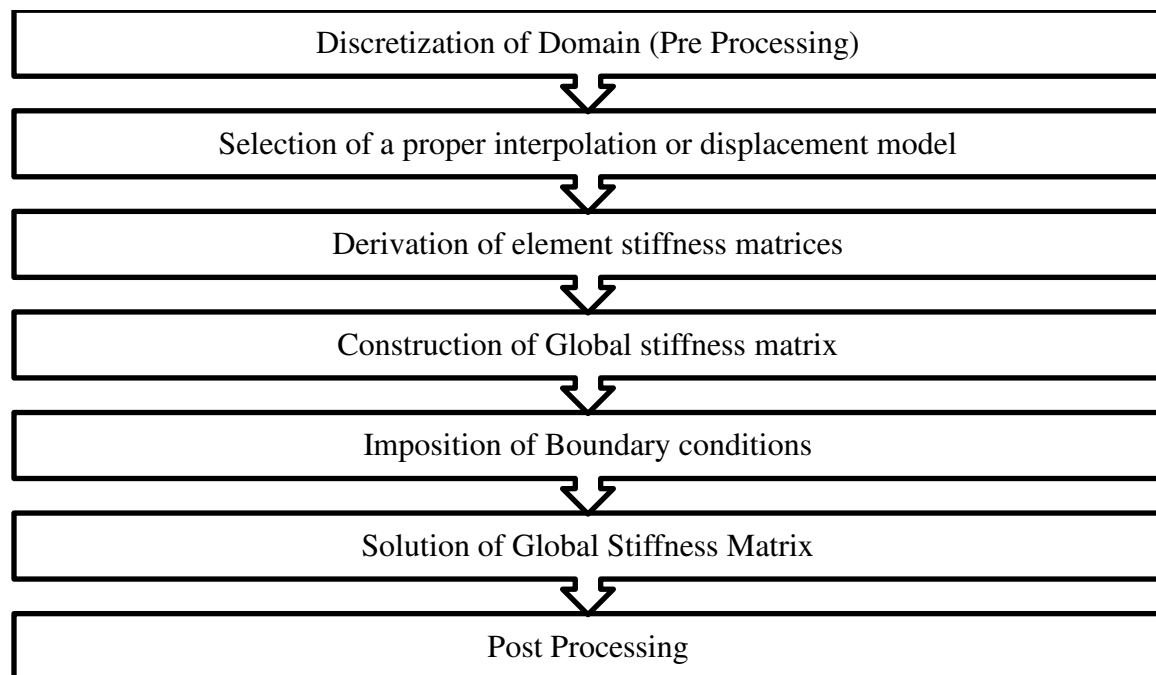 Discretization of Domain (Pre Processing)
Selection of a proper interpolation or displacement model
Derivation of element stiffness matrices
Construction of Global stiffness matrix
Imposition of Boundary conditions
Solution of Global Stiffness Matrix
Post Processing